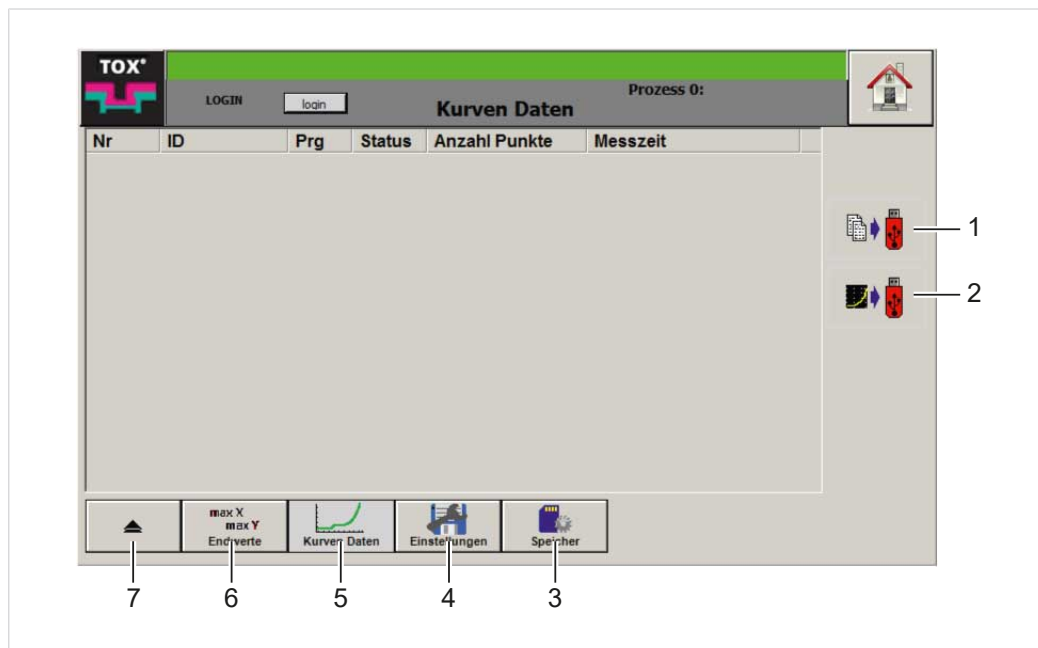 TOX®
LOGIN
login
Kurven Daten
Prozess 0:
Nr ID Prg Status Anzahl Punkte Messzeit
1
2
max X
max Y
Endwerte
Kurven Daten
Einstellungen
Speicher
7 6 5 4 3